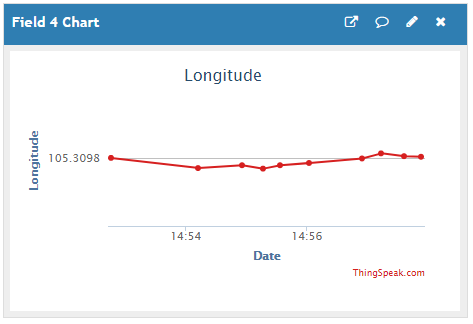 Field 4 Chart
Longitude
Longitude
105.3098
14:54
14:56
Date
ThingSpeak.com